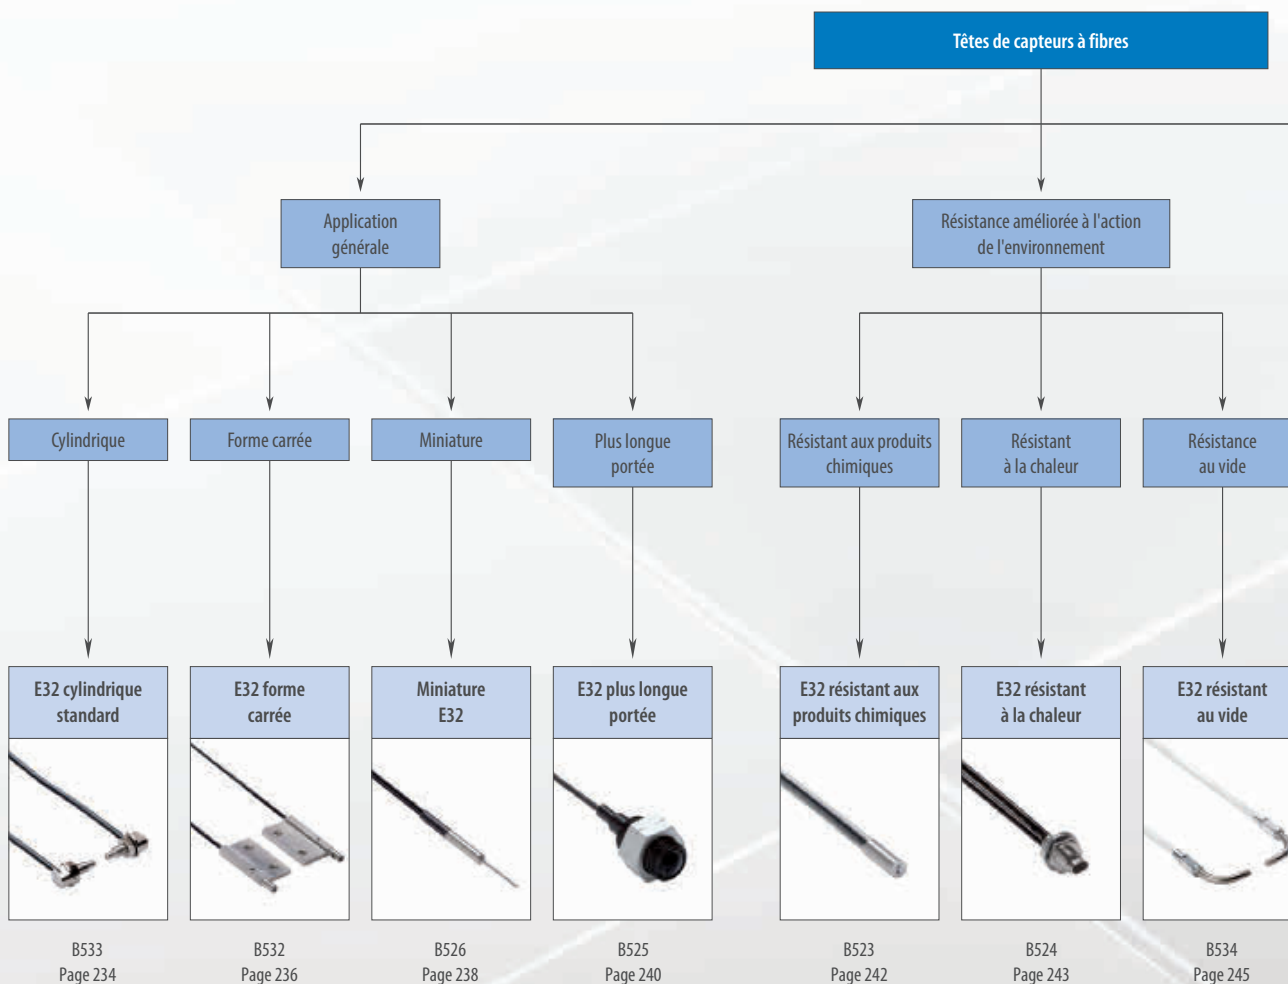 Têtes de capteurs à fibres
Application
générale
Résistance améliorée à l'action
de l'environnement
Cylindrique
Forme carrée
Miniature
Plus longue
portée
Résistant aux produits
chimiques
Résistant
à la chaleur
Résistance
au vide
E32 cylindrique
standard
E32 forme
carrée
Miniature
E32
E32 plus longue
portée
E32 résistant aux
produits chimiques
E32 résistant
à la chaleur
E32 résistant
au vide
B533
Page 234
B532
Page 236
B526
Page 238
B525
Page 240
B523
Page 242
B524
Page 243
B534
Page 245